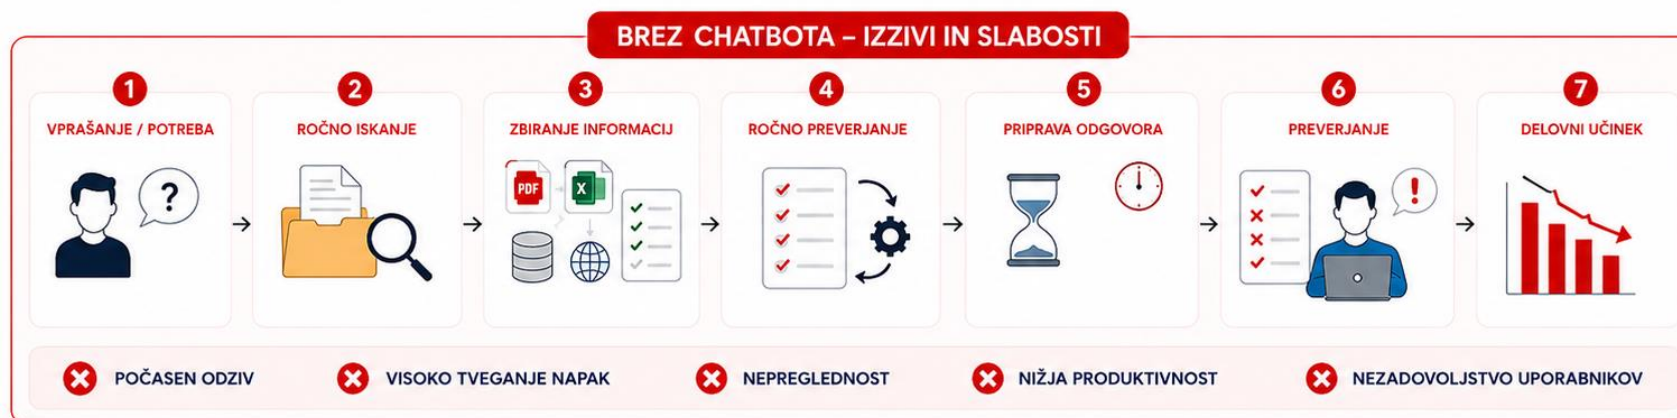 BREZ CHATBOTA – IZZIVI IN SLABOSTI
1
VPRAŠANJE / POTREBA
?
2
ROČNO ISKANJE
3
ZBIRANJE INFORMACIJ
PDF
X
4
ROČNO PREVERJANJE
5
PRIPRAVA ODGOVORA
6
PREVERJANJE
!
7
DELOVNI UČINEK
POČASEN ODZIV
VISOKO TVEGANJE NAPAK
NEPREGLEDNOST
NIŽJA PRODUKTIVNOST
NEZADOVOLJSTVO UPORABNIKOV